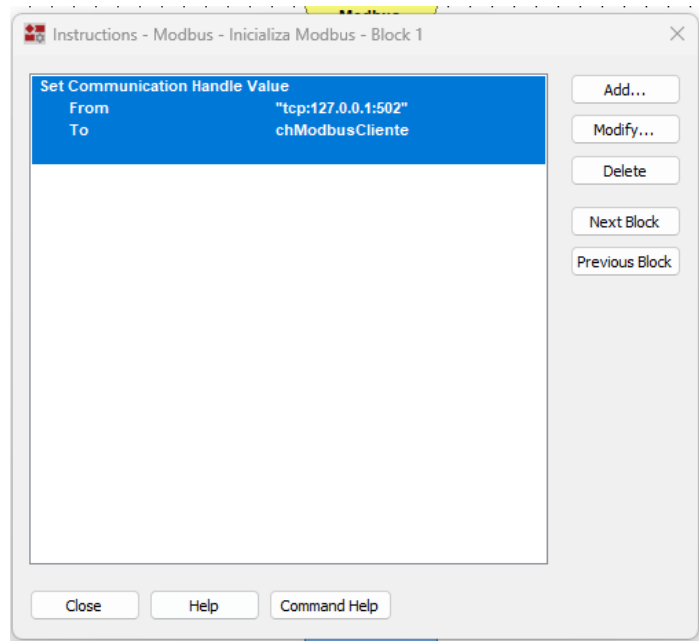 Modbus
Instructions - Modbus - Inicializa Modbus - Block 1
Set Communication Handle Value
From "tcp:127.0.0.1:502"
To chModbusCliente
Add...
Modify...
Delete
Next Block
Previous Block
Close Help Command Help